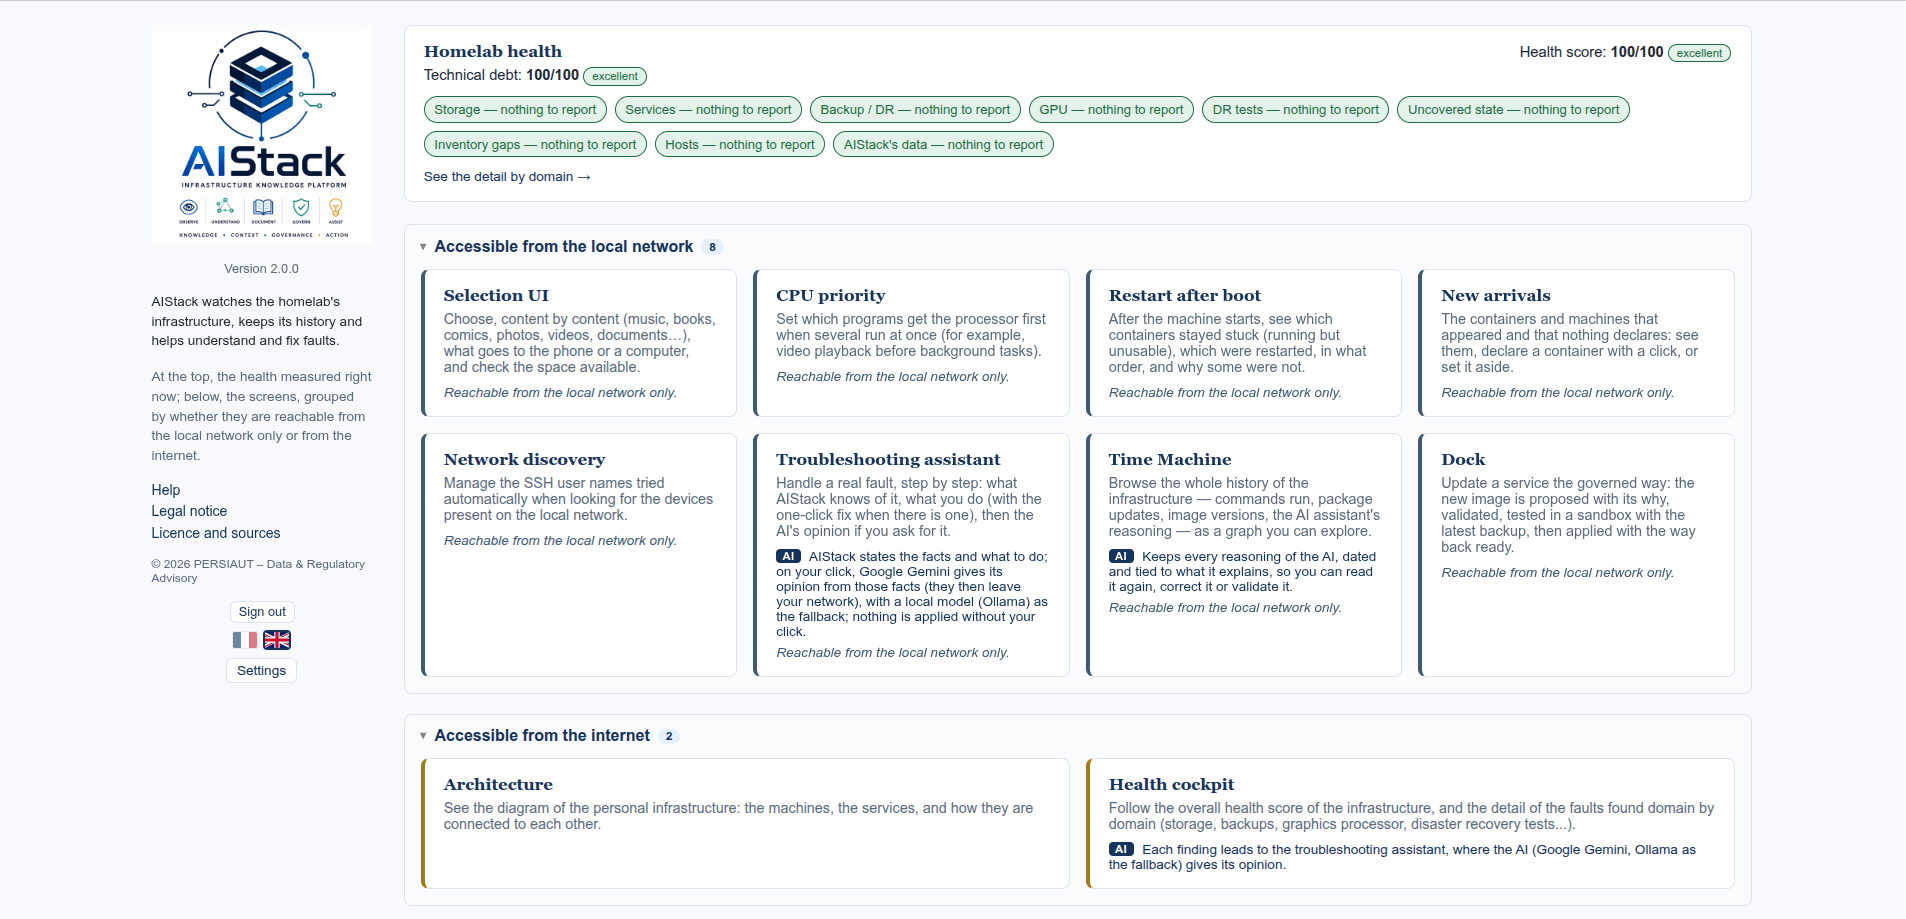 AIStack
INFRASTRUCTURE KNOWLEDGE PLATFORM
OBSERVE UNDERSTAND DOCUMENT GOVERN ASSIST
KNOWLEDGE • CONTEXT • GOVERNANCE • ACTION
Version 2.0.0
AIStack watches the homelab's
infrastructure, keeps its history and
helps understand and fix faults.
At the top, the health measured right
now; below, the screens, grouped
by whether they are reachable from
the local network only or from the
internet.
Help
Legal notice
Licence and sources
© 2026 PERSIAUT – Data & Regulatory
Advisory
Sign out
Settings
Homelab health
Health score: 100/100 excellent
Technical debt: 100/100 excellent
Storage — nothing to report Services — nothing to report Backup / DR — nothing to report GPU — nothing to report DR tests — nothing to report Uncovered state — nothing to report
Inventory gaps — nothing to report Hosts — nothing to report AIStack's data — nothing to report
See the detail by domain →
▾ Accessible from the local network 8
Selection UI
Choose, content by content (music, books,
comics, photos, videos, documents…),
what goes to the phone or a computer,
and check the space available.
Reachable from the local network only.
CPU priority
Set which programs get the processor first
when several run at once (for example,
video playback before background tasks).
Reachable from the local network only.
Restart after boot
After the machine starts, see which
containers stayed stuck (running but
unusable), which were restarted, in what
order, and why some were not.
Reachable from the local network only.
New arrivals
The containers and machines that
appeared and that nothing declares: see
them, declare a container with a click, or
set it aside.
Reachable from the local network only.
Network discovery
Manage the SSH user names tried
automatically when looking for the devices
present on the local network.
Reachable from the local network only.
Troubleshooting assistant
Handle a real fault, step by step: what
AIStack knows of it, what you do (with the
one-click fix when there is one), then the
AI's opinion if you ask for it.
AI AIStack states the facts and what to do;
on your click, Google Gemini gives its
opinion from those facts (they then leave
your network), with a local model (Ollama) as
the fallback; nothing is applied without your
click.
Reachable from the local network only.
Time Machine
Browse the whole history of the
infrastructure — commands run, package
updates, image versions, the AI assistant's
reasoning — as a graph you can explore.
AI Keeps every reasoning of the AI, dated
and tied to what it explains, so you can read
it again, correct it or validate it.
Reachable from the local network only.
Dock
Update a service the governed way: the
new image is proposed with its why,
validated, tested in a sandbox with the
latest backup, then applied with the way
back ready.
Reachable from the local network only.
▾ Accessible from the internet 2
Architecture
See the diagram of the personal infrastructure: the machines, the services, and how they are
connected to each other.
Health cockpit
Follow the overall health score of the infrastructure, and the detail of the faults found domain by
domain (storage, backups, graphics processor, disaster recovery tests...).
AI Each finding leads to the troubleshooting assistant, where the AI (Google Gemini, Ollama as
the fallback) gives its opinion.